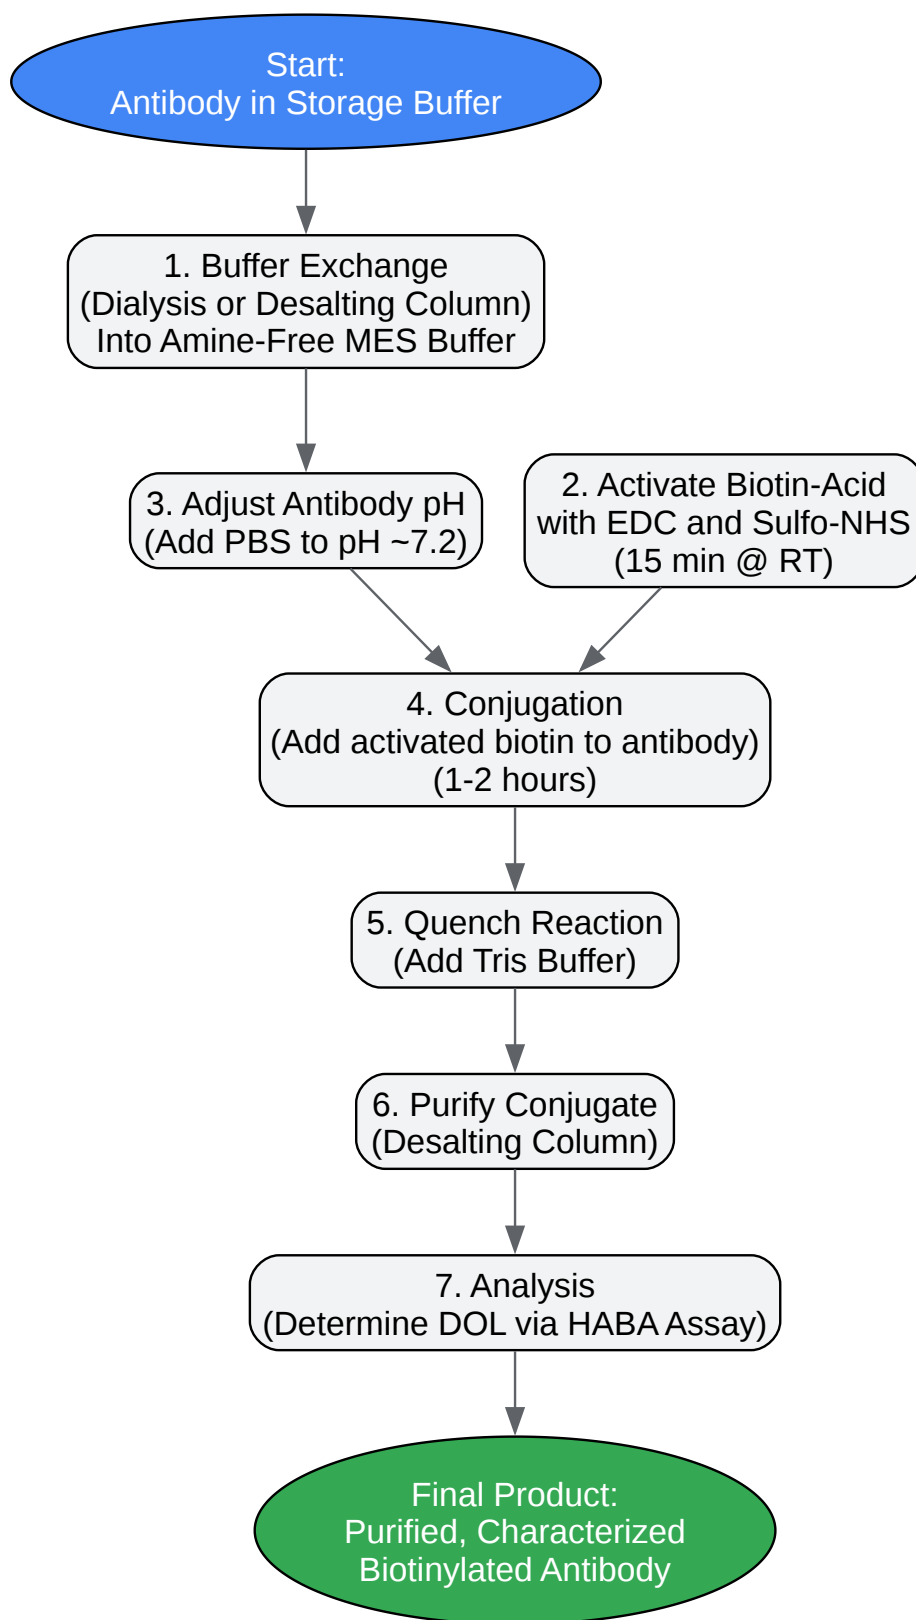 Start:
Antibody in Storage Buffer
1. Buffer Exchange
(Dialysis or Desalting Column)
Into Amine-Free MES Buffer
3. Adjust Antibody pH
(Add PBS to pH ~7.2)
2. Activate Biotin-Acid
with EDC and Sulfo-NHS
(15 min @ RT)
4. Conjugation
(Add activated biotin to antibody)
(1-2 hours)
5. Quench Reaction
(Add Tris Buffer)
6. Purify Conjugate
(Desalting Column)
7. Analysis
(Determine DOL via HABA Assay)
Final Product:
Purified, Characterized
Biotinylated Antibody